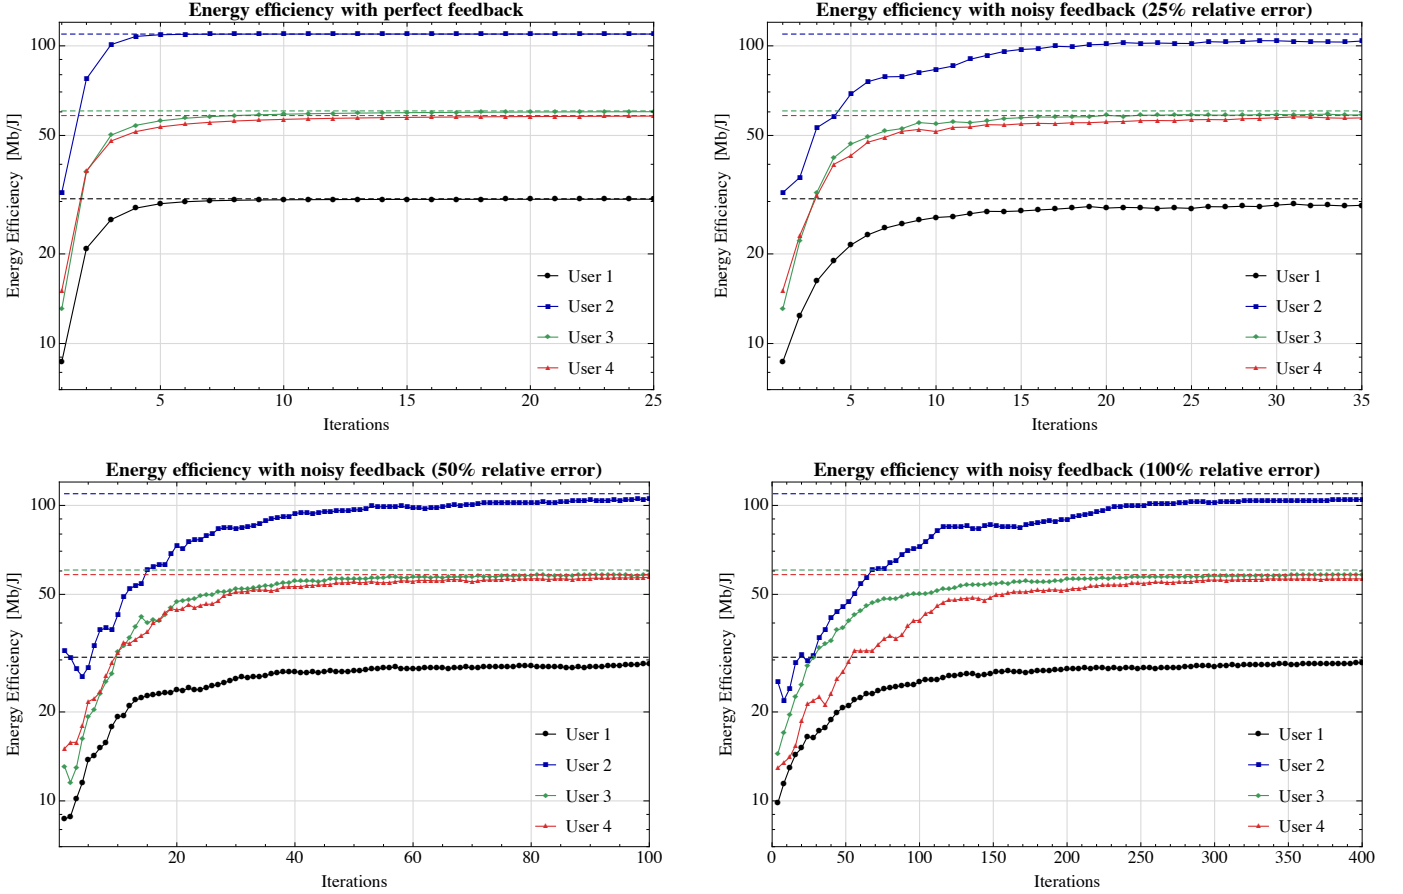 Energy efficiency with perfect feedback
100
50
20
10
Energy Efficiency [Mb/J]
User 1
User 2
User 3
User 4
5
10
15
20
25
Iterations
Energy efficiency with noisy feedback (25% relative error)
100
50
20
10
Energy Efficiency [Mb/J]
User 1
User 2
User 3
User 4
5
10
15
20
25
30
35
Iterations
Energy efficiency with noisy feedback (50% relative error)
100
50
20
10
Energy Efficiency [Mb/J]
User 1
User 2
User 3
User 4
20
40
60
80
100
Iterations
Energy efficiency with noisy feedback (100% relative error)
100
50
20
10
Energy Efficiency [Mb/J]
User 1
User 2
User 3
User 4
0
50
100
150
200
250
300
350
400
Iterations